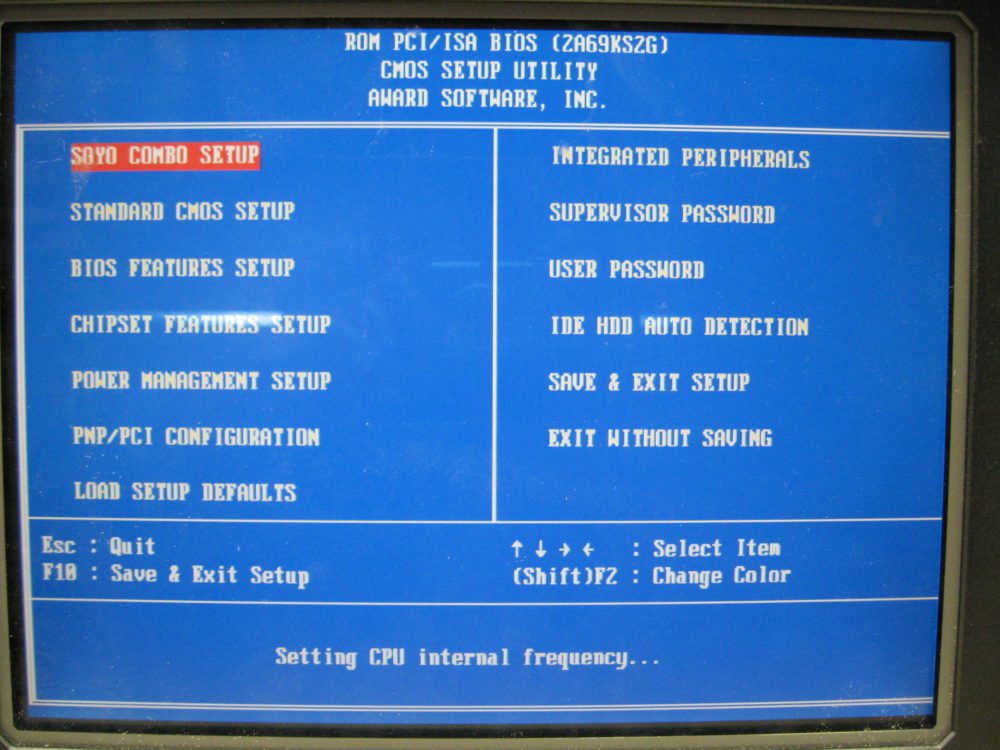 ROM PCI/ISA BIOS (2A69KS2G)
CMOS SETUP UTILITY
AWARD SOFTWARE, INC.
SOYO COMBO SETUP
STANDARD CMOS SETUP
BIOS FEATURES SETUP
CHIPSET FEATURES SETUP
POWER MANAGEMENT SETUP
PNP/PCI CONFIGURATION
LOAD SETUP DEFAULTS
INTEGRATED PERIPHERALS
SUPERVISOR PASSWORD
USER PASSWORD
IDE HDD AUTO DETECTION
SAVE & EXIT SETUP
EXIT WITHOUT SAVING
Esc : Quit
F10 : Save & Exit Setup
↑ ↓ → ← : Select Item
(Shift)F2 : Change Color
Setting CPU internal frequency...